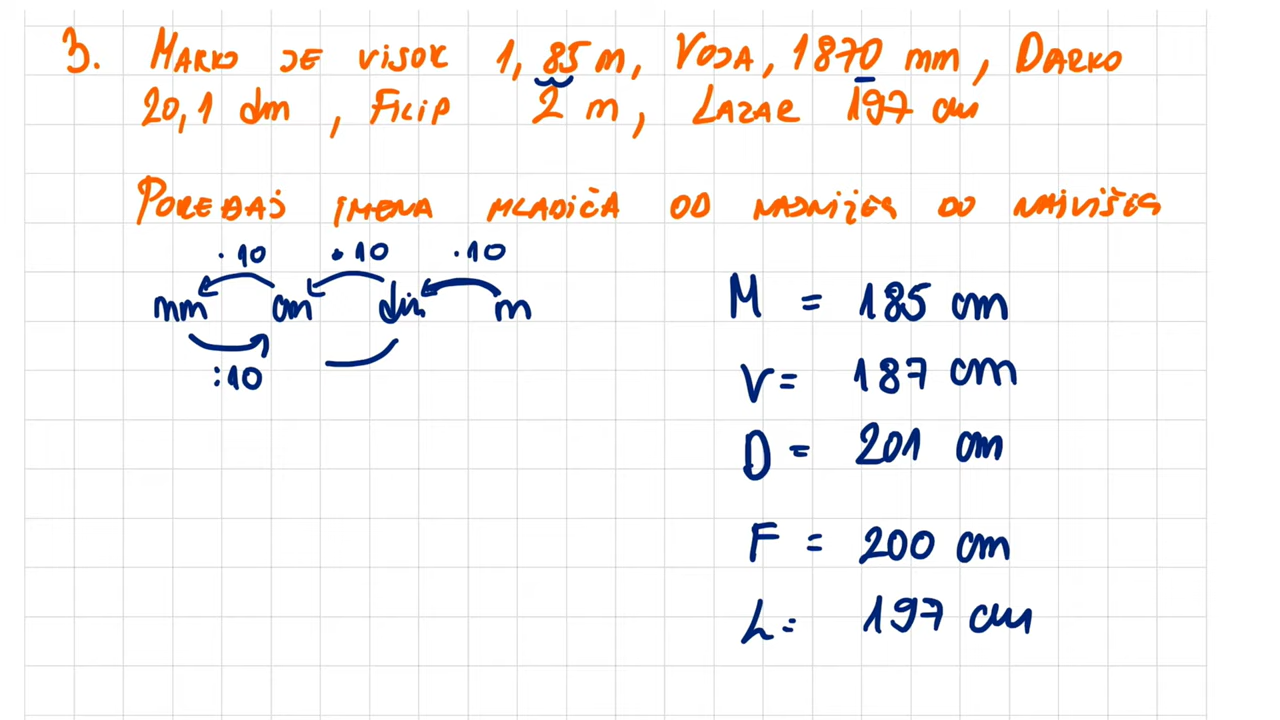 3. MARKO JE VISOK 1,85 m, VOJA, 1870 mm, DARKO
20,1 dm, FILIP 2 m, LAZAR 197 cm
POREĐAJ IMENA MLADIĆA OD NAJNIŽEG DO NAJVIŠEG
·10 ·10 ·10
mm cm dm m
:10
M = 185 cm
V = 187 cm
D = 201 cm
F = 200 cm
L = 197 cm